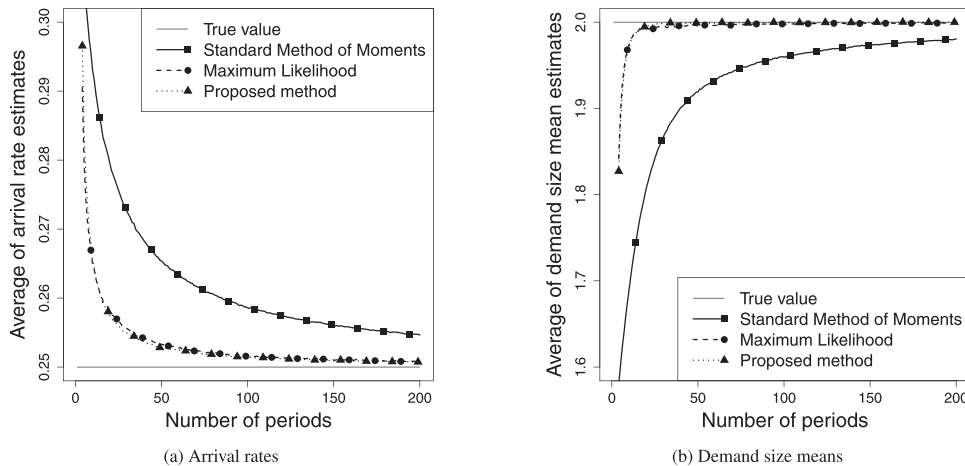 0.30
0.29
0.28
0.27
0.26
0.25
Average of arrival rate estimates
True value
Standard Method of Moments
Maximum Likelihood
Proposed method
0 50 100 150 200
Number of periods
(a) Arrival rates
2.0
1.9
1.8
1.7
1.6
Average of demand size mean estimates
True value
Standard Method of Moments
Maximum Likelihood
Proposed method
0 50 100 150 200
Number of periods
(b) Demand size means